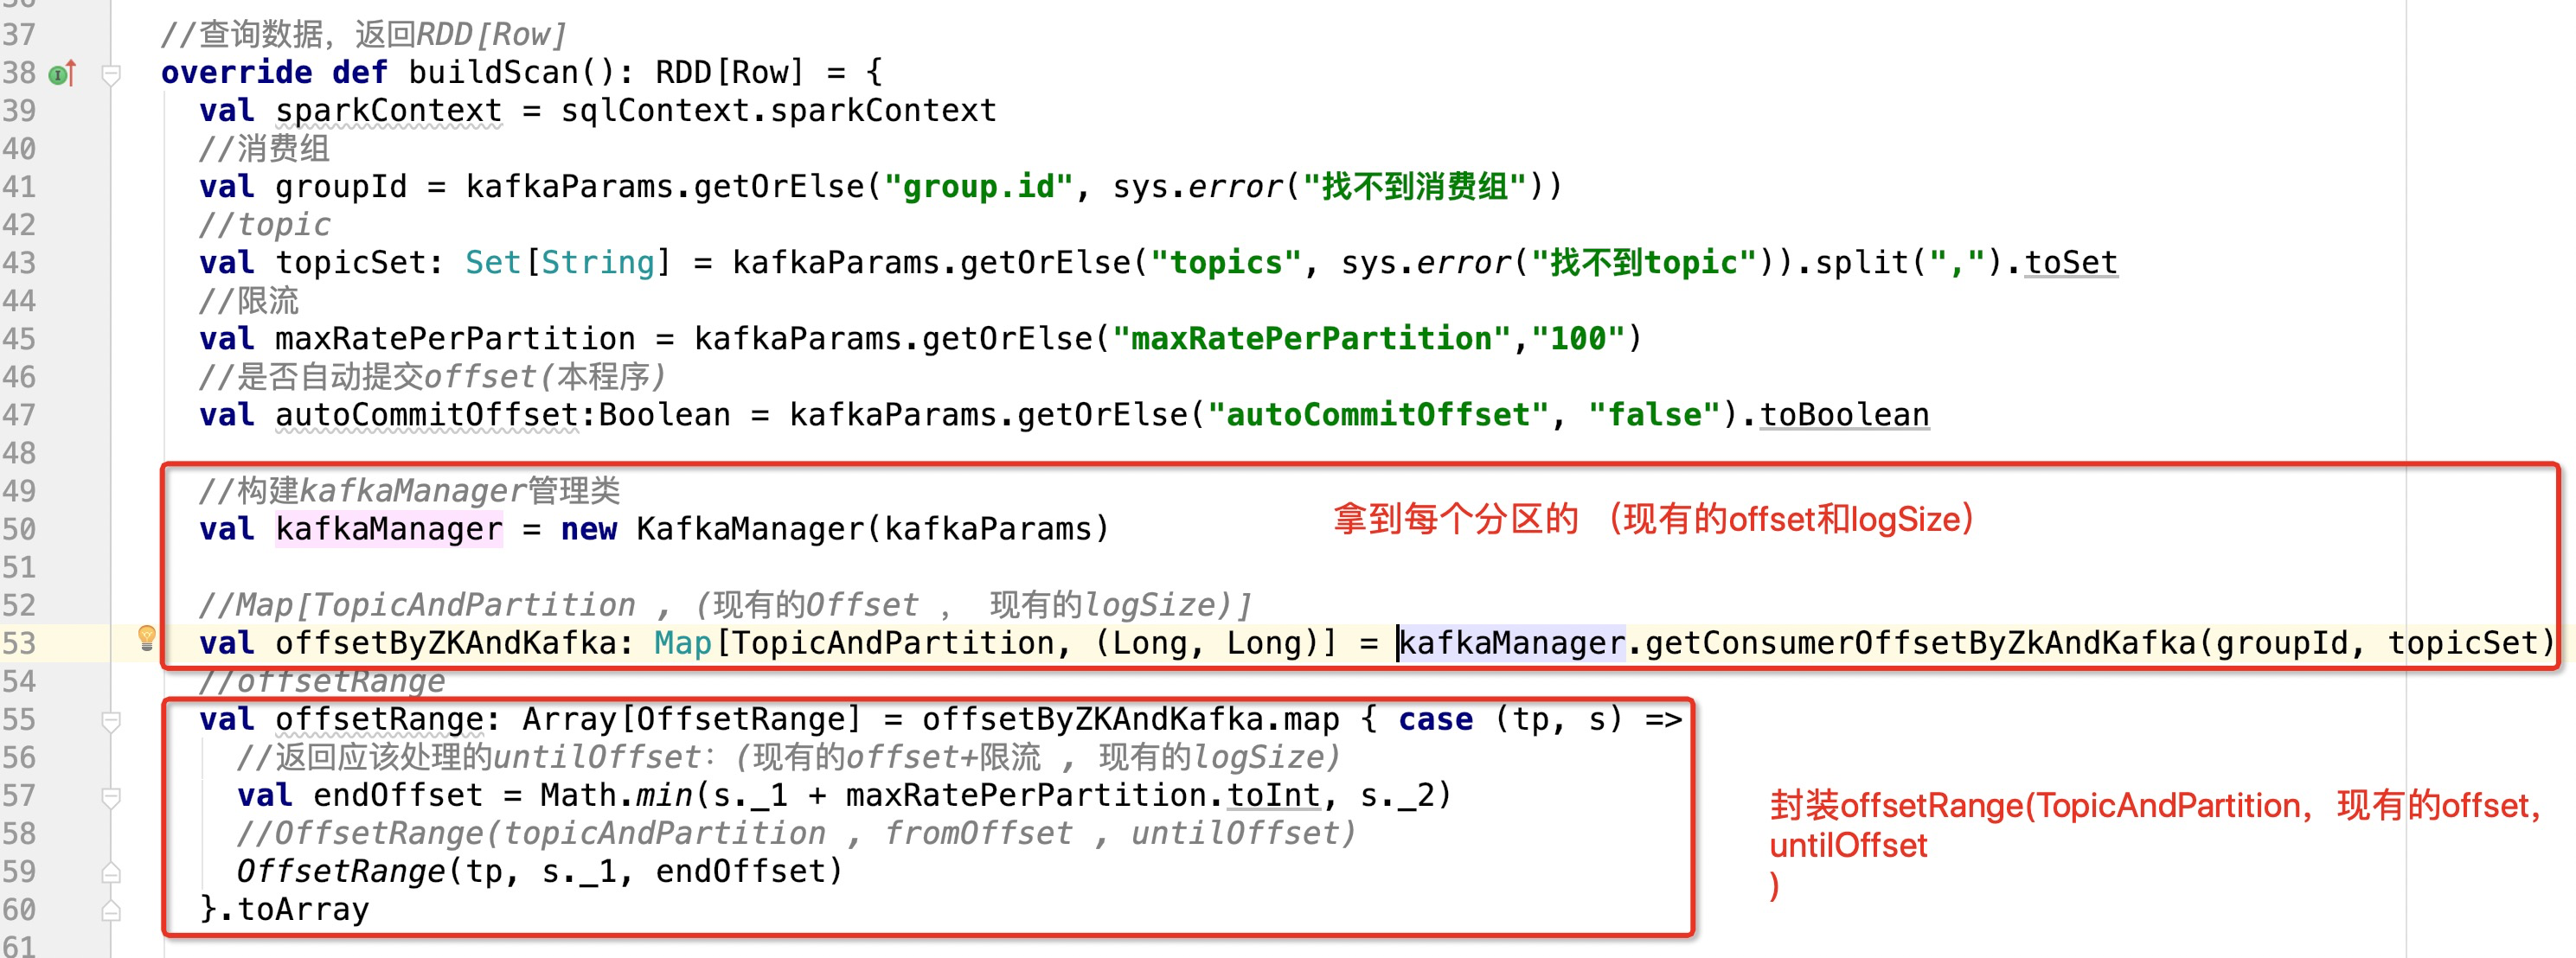 37 //查询数据，返回RDD[Row]
38 override def buildScan(): RDD[Row] = {
39 val sparkContext = sqlContext.sparkContext
40 //消费组
41 val groupId = kafkaParams.getOrElse("group.id", sys.error("找不到消费组"))
42 //topic
43 val topicSet: Set[String] = kafkaParams.getOrElse("topics", sys.error("找不到topic")).split(",").toSet
44 //限流
45 val maxRatePerPartition = kafkaParams.getOrElse("maxRatePerPartition","100")
46 //是否自动提交offset(本程序)
47 val autoCommitOffset:Boolean = kafkaParams.getOrElse("autoCommitOffset", "false").toBoolean
48
49 //构建kafkaManager管理类
50 val kafkaManager = new KafkaManager(kafkaParams)
拿到每个分区的 （现有的offset和logSize）
51
52 //Map[TopicAndPartition , (现有的Offset ， 现有的logSize)]
53 val offsetByZKAndKafka: Map[TopicAndPartition, (Long, Long)] = kafkaManager.getConsumerOffsetByZkAndKafka(groupId, topicSet)
54 //offsetRange
55 val offsetRange: Array[OffsetRange] = offsetByZKAndKafka.map { case (tp, s) =>
56 //返回应该处理的untilOffset：(现有的offset+限流 , 现有的logSize)
57 val endOffset = Math.min(s._1 + maxRatePerPartition.toInt, s._2)
58 //OffsetRange(topicAndPartition , fromOffset , untilOffset)
59 OffsetRange(tp, s._1, endOffset)
60 }.toArray
61
封装offsetRange(TopicAndPartition，现有的offset，
untilOffset
)